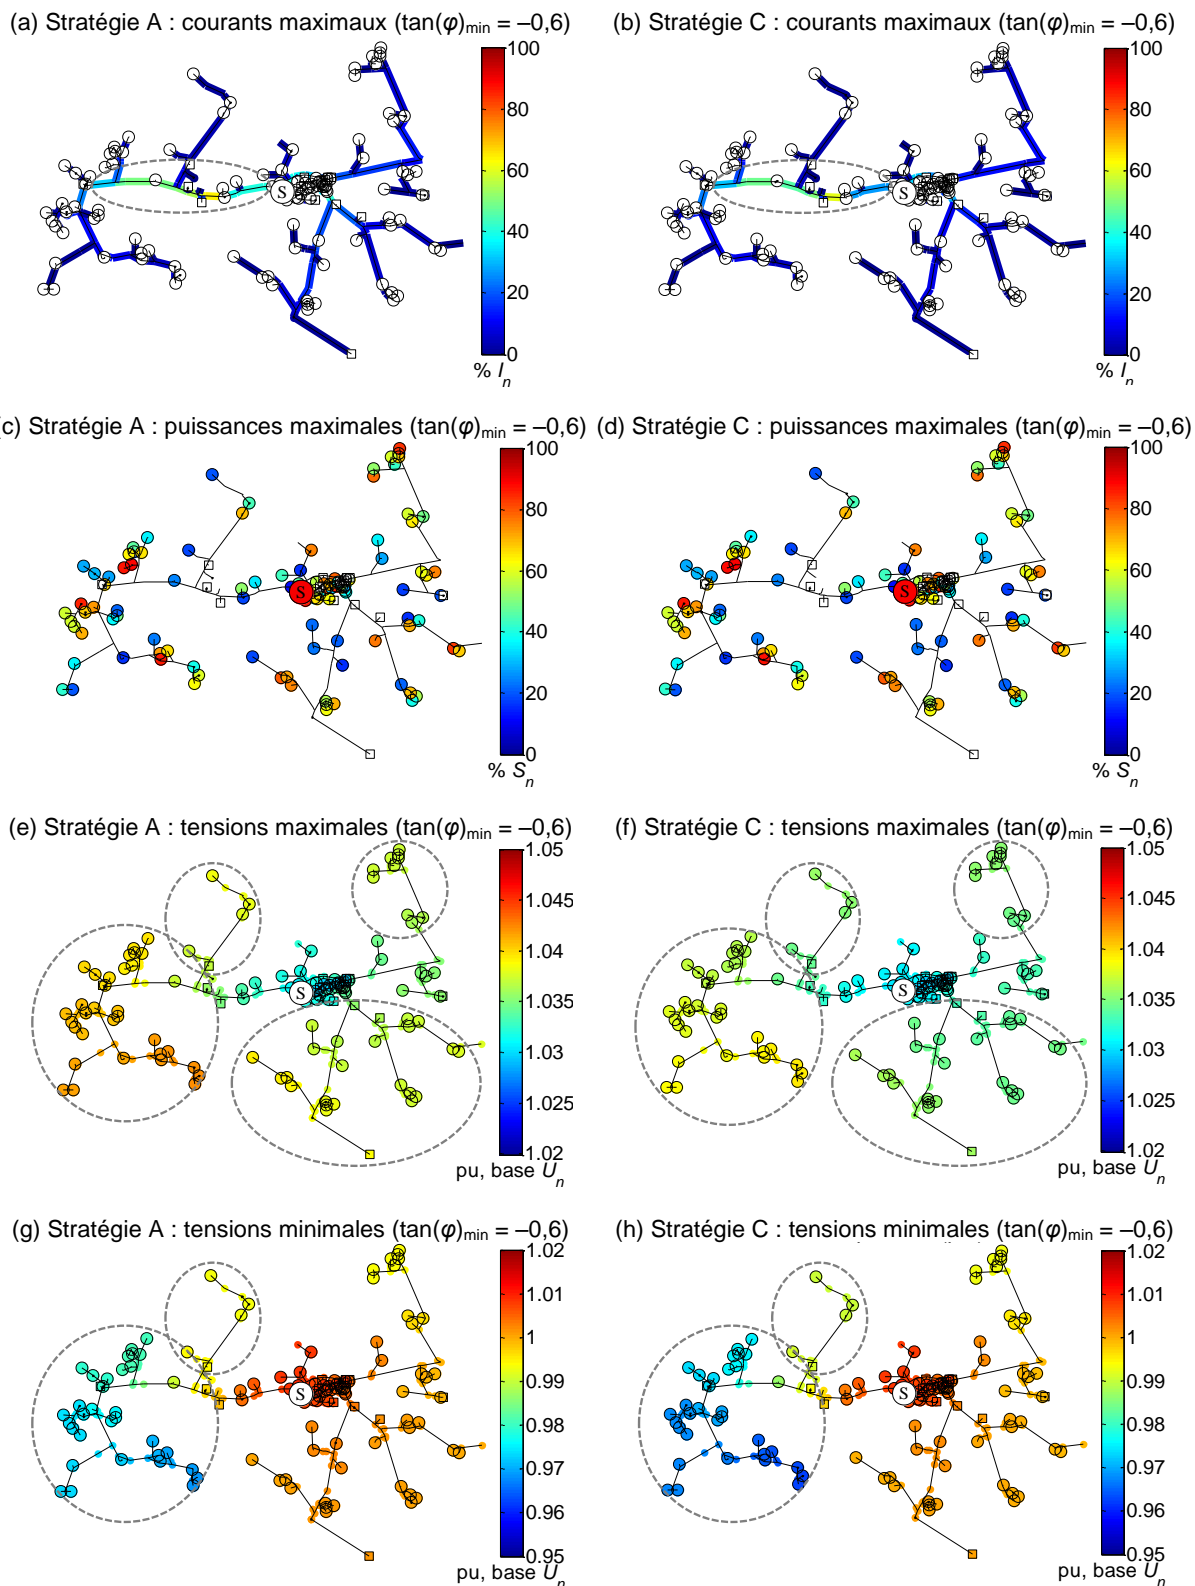 (a) Stratégie A : courants maximaux (tan(φ)min = –0,6)
100
80
60
40
20
0
% In
S
(b) Stratégie C : courants maximaux (tan(φ)min = –0,6)
100
80
60
40
20
0
% In
S
(c) Stratégie A : puissances maximales (tan(φ)min = –0,6)
100
80
60
40
20
0
% Sn
S
(d) Stratégie C : puissances maximales (tan(φ)min = –0,6)
100
80
60
40
20
0
% Sn
S
(e) Stratégie A : tensions maximales (tan(φ)min = –0,6)
1.05
1.045
1.04
1.035
1.03
1.025
1.02
pu, base Un
S
(f) Stratégie C : tensions maximales (tan(φ)min = –0,6)
1.05
1.045
1.04
1.035
1.03
1.025
1.02
pu, base Un
S
(g) Stratégie A : tensions minimales (tan(φ)min = –0,6)
1.02
1.01
1
0.99
0.98
0.97
0.96
0.95
pu, base Un
S
(h) Stratégie C : tensions minimales (tan(φ)min = –0,6)
1.02
1.01
1
0.99
0.98
0.97
0.96
0.95
pu, base Un
S